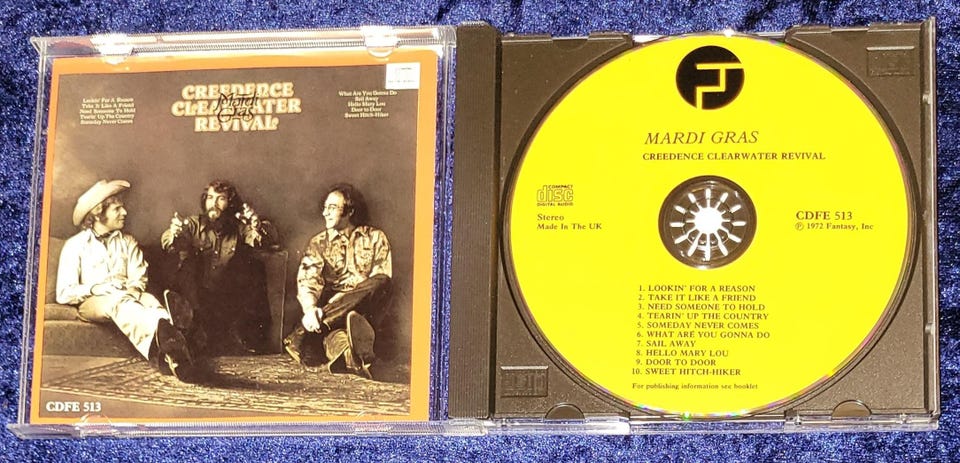 Lookin' For A Reason
Take It Like A Friend
Need Someone To Hold
Tearin' Up The Country
Someday Never Comes
CREEDENCE
CLEARWATER
REVIVAL
Mardi
Gras
What Are You Gonna Do
Sail Away
Hello Mary Lou
Door to Door
Sweet Hitch-Hiker
CDFE 513
MARDI GRAS
CREEDENCE CLEARWATER REVIVAL
COMPACT
disc
DIGITAL AUDIO
Stereo
Made In The UK
CDFE 513
℗ 1972 Fantasy, Inc
1. LOOKIN' FOR A REASON
2. TAKE IT LIKE A FRIEND
3. NEED SOMEONE TO HOLD
4. TEARIN' UP THE COUNTRY
5. SOMEDAY NEVER COMES
6. WHAT ARE YOU GONNA DO
7. SAIL AWAY
8. HELLO MARY LOU
9. DOOR TO DOOR
10. SWEET HITCH-HIKER
For publishing information see booklet